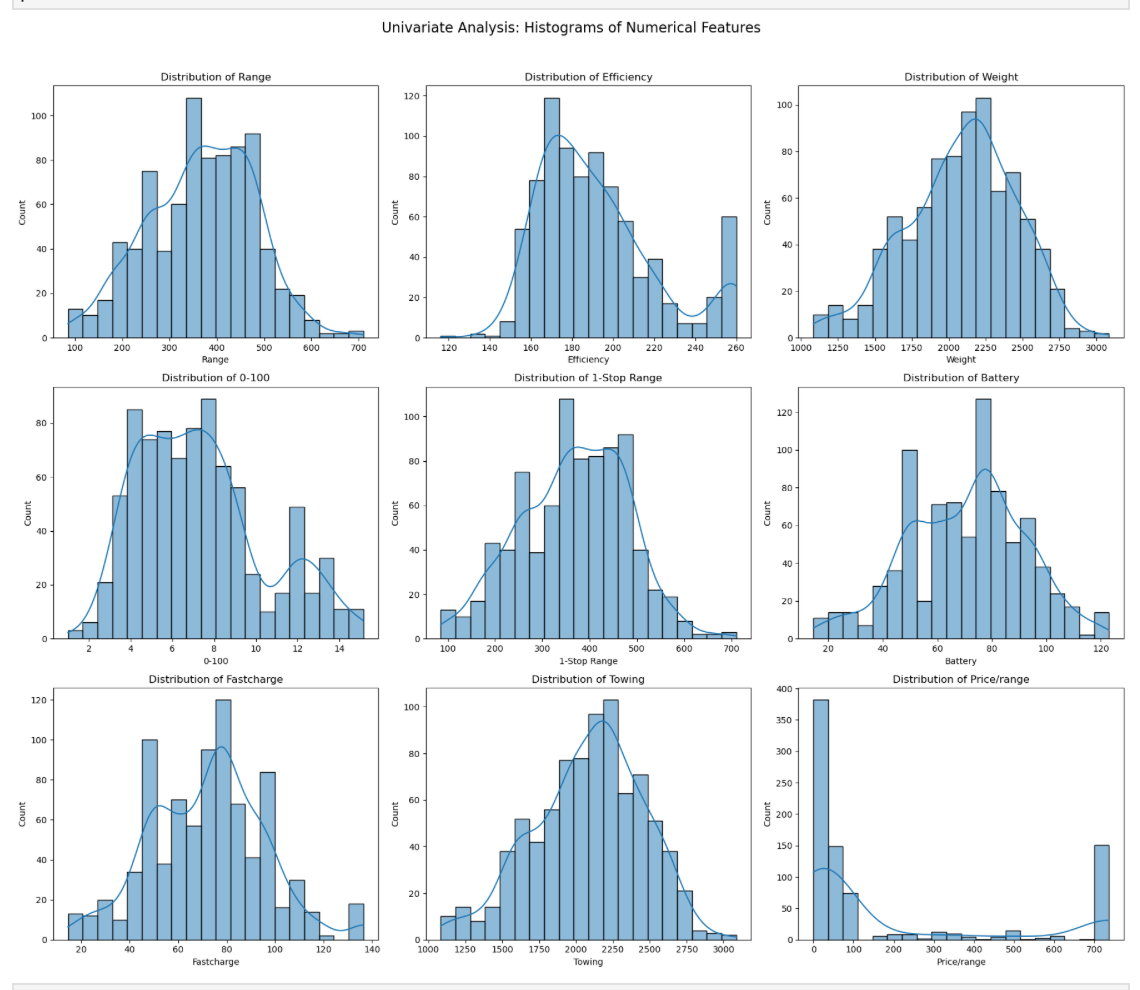 Univariate Analysis: Histograms of Numerical Features
Distribution of Range
Distribution of Efficiency
Distribution of Weight
Count
100
80
60
40
20
0
100 200 300 400 500 600 700
Range
Count
120
100
80
60
40
20
0
120 140 160 180 200 220 240 260
Efficiency
Count
100
80
60
40
20
0
1000 1250 1500 1750 2000 2250 2500 2750 3000
Weight
Distribution of 0-100
Distribution of 1-Stop Range
Distribution of Battery
Count
80
60
40
20
0
2 4 6 8 10 12 14
0-100
Count
100
80
60
40
20
0
100 200 300 400 500 600 700
1-Stop Range
Count
120
100
80
60
40
20
0
20 40 60 80 100 120
Battery
Distribution of Fastcharge
Distribution of Towing
Distribution of Price/range
Count
120
100
80
60
40
20
0
20 40 60 80 100 120 140
Fastcharge
Count
100
80
60
40
20
0
1000 1250 1500 1750 2000 2250 2500 2750 3000
Towing
Count
400
350
300
250
200
150
100
50
0
0 100 200 300 400 500 600 700
Price/range